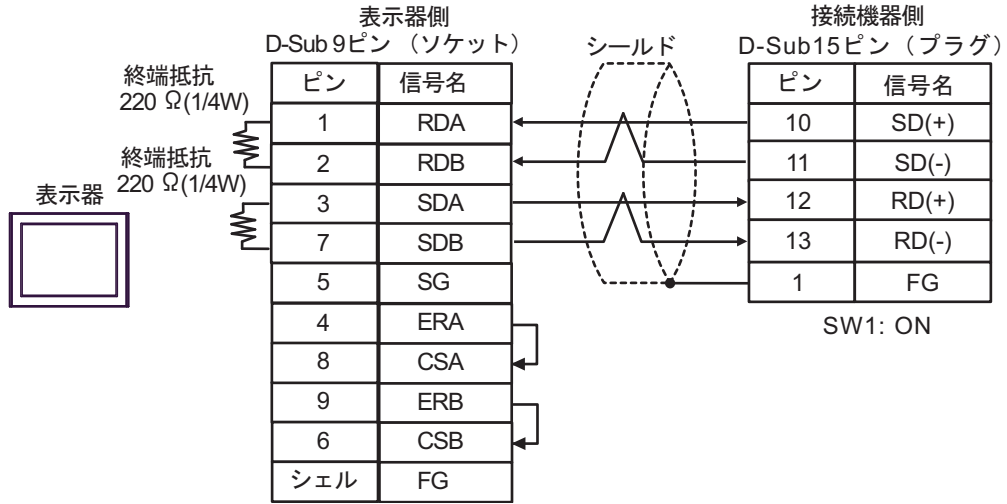 表示器側
D-Sub 9ピン （ソケット）
終端抵抗
220 Ω(1/4W)
終端抵抗
220 Ω(1/4W)
表示器
ピン 信号名
1 RDA
2 RDB
3 SDA
7 SDB
5 SG
4 ERA
8 CSA
9 ERB
6 CSB
シェル FG
シールド
接続機器側
D-Sub15ピン（プラグ）
ピン 信号名
10 SD(+)
11 SD(-)
12 RD(+)
13 RD(-)
1 FG
SW1: ON